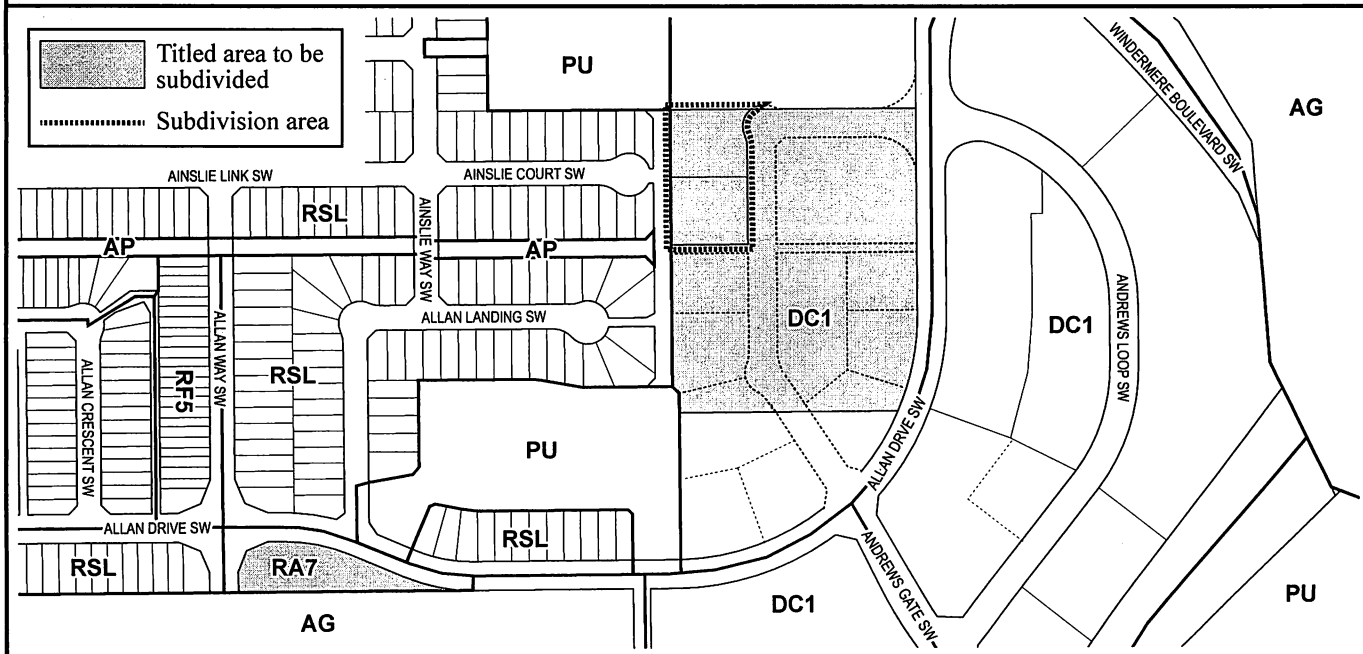 Titled area to be
subdivided
Subdivision area
PU
WINDERMERE BOULEVARD SW
AG
AINSLIE LINK SW
AINSLIE COURT SW
RSL
AINSLIE WAY SW
AP
AP
ALLAN LANDING SW
DC1
DC1
ANDREWS LOOP SW
ALLAN CRESCENT SW
RF5
ALLAN WAY SW
RSL
PU
ALLAN DRVE SW
ALLAN DRIVE SW
RSL
RSL
RA7
ANDREWS GATE SW
DC1
PU
AG